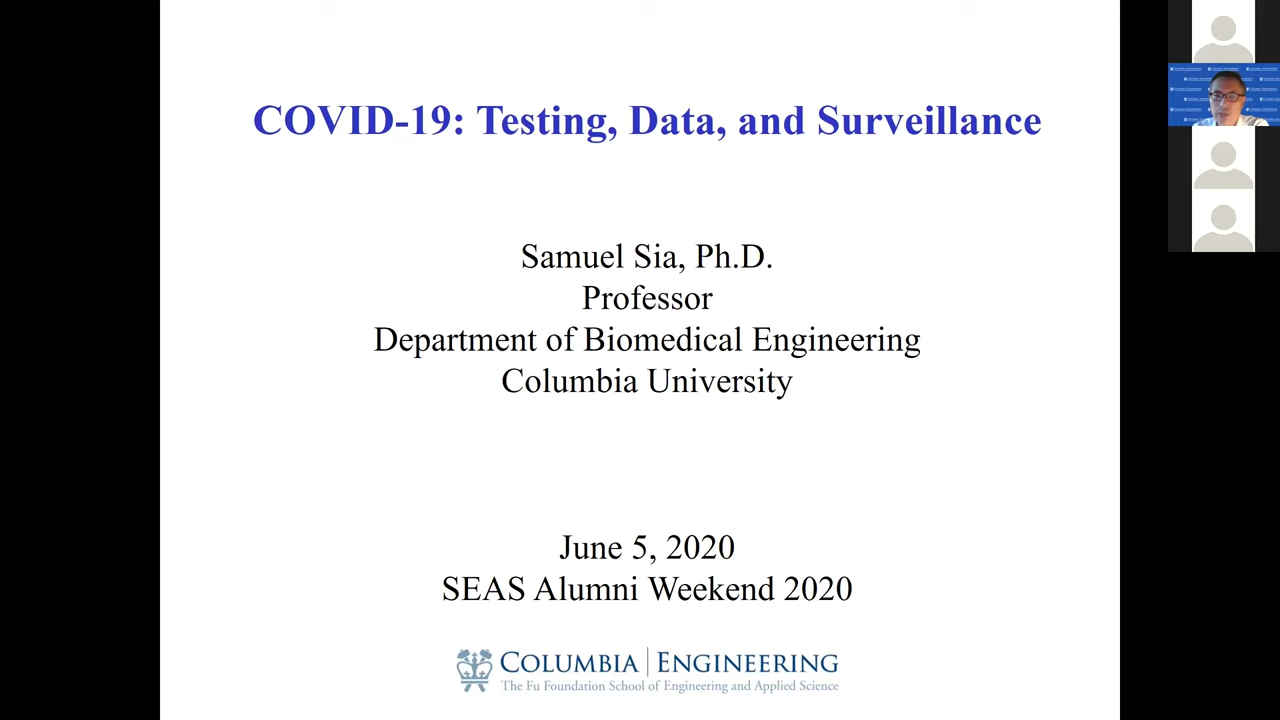 COVID-19: Testing, Data, and Surveillance
Samuel Sia, Ph.D.
Professor
Department of Biomedical Engineering
Columbia University
June 5, 2020
SEAS Alumni Weekend 2020
COLUMBIA | ENGINEERING
The Fu Foundation School of Engineering and Applied Science